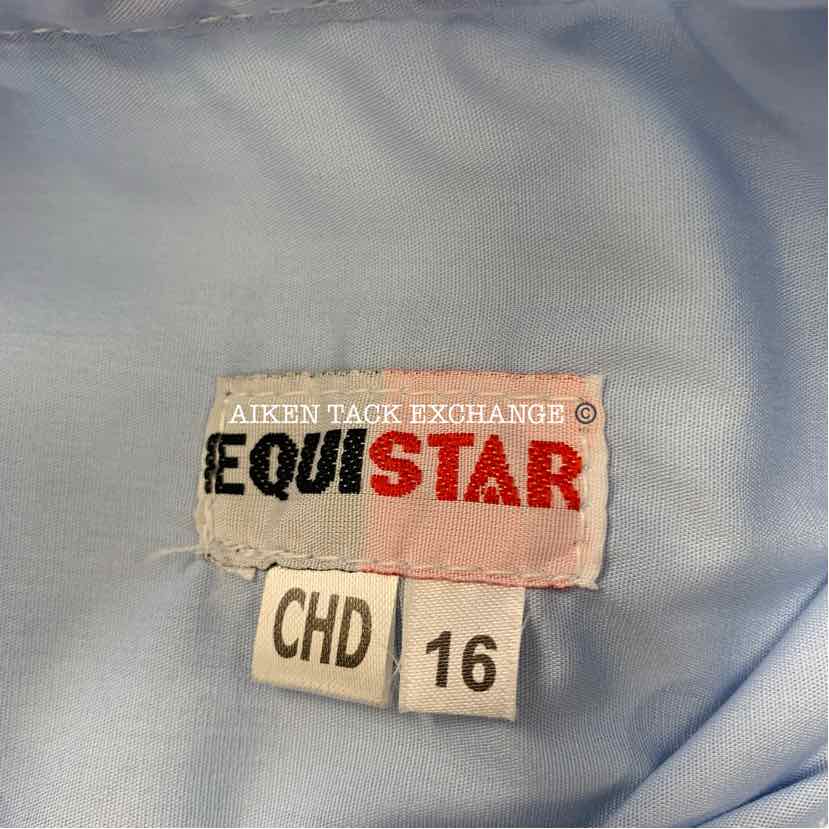 AIKEN TACK EXCHANGE ©
EQUISTAR
CHD
16